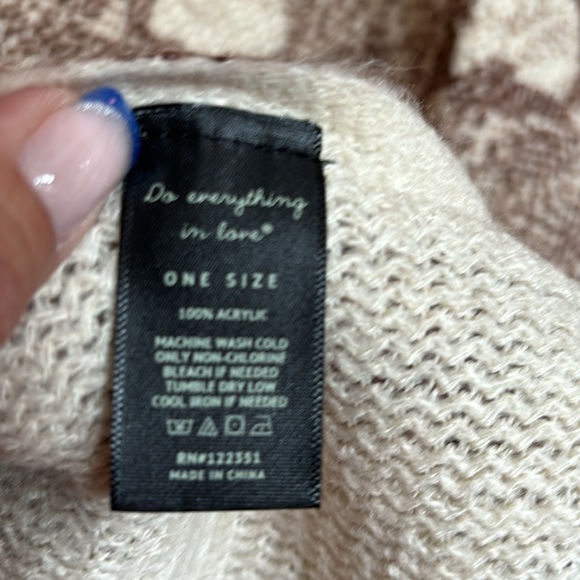 Do everything
in love®
ONE SIZE
100% ACRYLIC
MACHINE WASH COLD
ONLY NON-CHLORINE
BLEACH IF NEEDED
TUMBLE DRY LOW
COOL IRON IF NEEDED
RN#122351
MADE IN CHINA